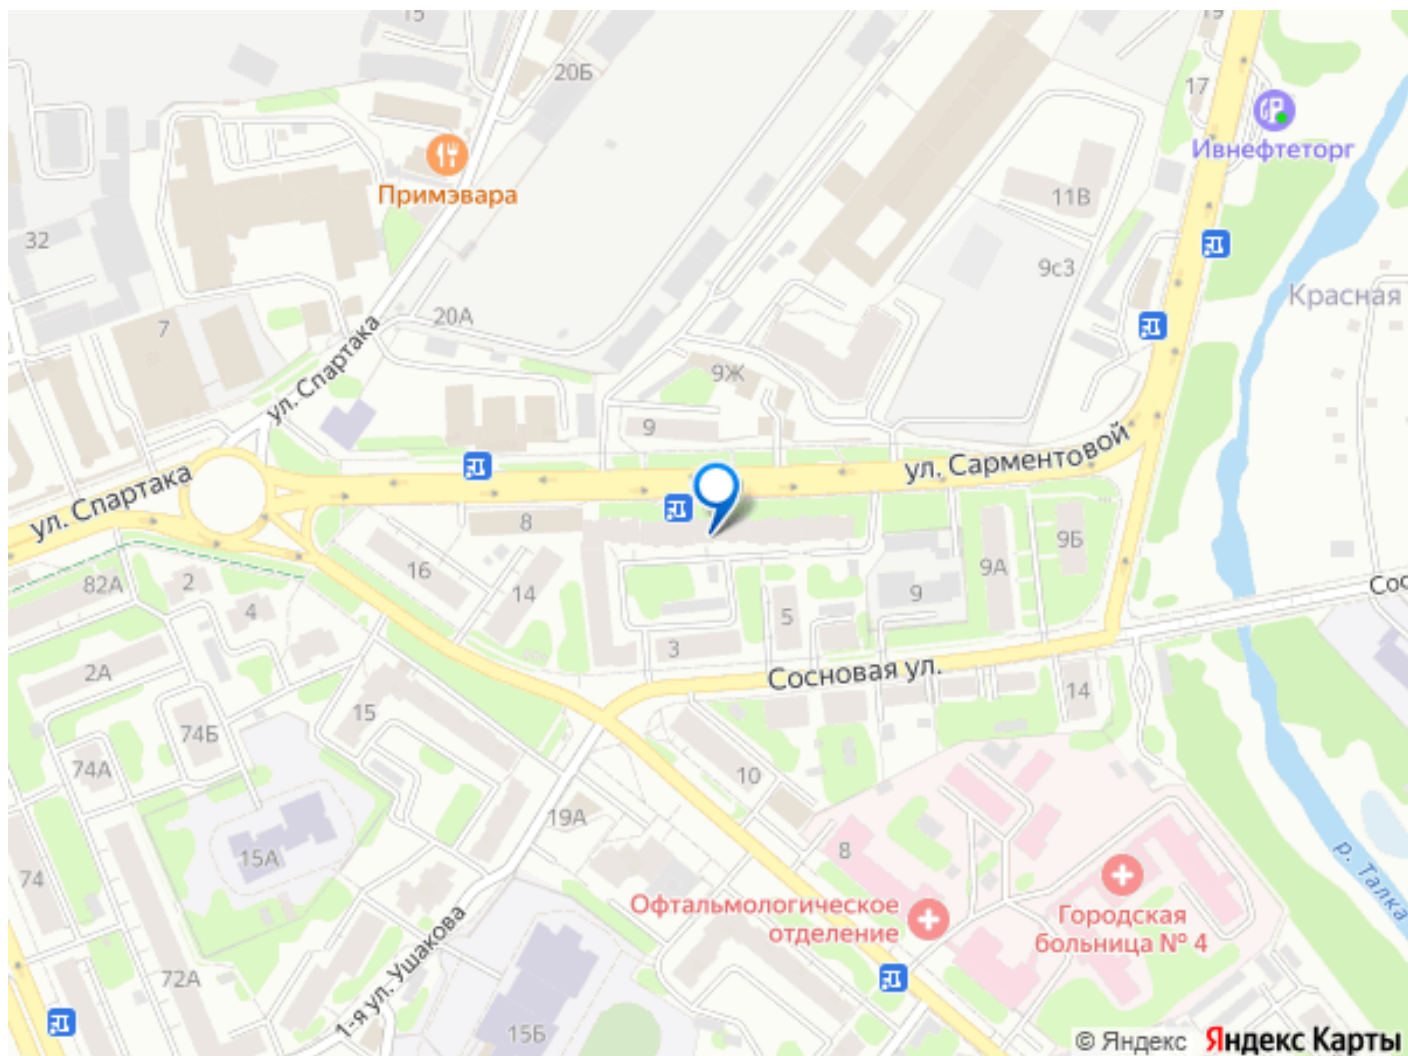 15
19
20Б
17
Ивнефтеторг
Примэвара
11В
32
9с3
Красная
7
20А
ул. Спартака
9Ж
9
ул. Сарментовой
ул. Спартака
8
16
14
9А
9Б
82А
2
4
5
9
Сос
3
2А
Сосновая ул.
14
15
74Б
74А
10
19А
15А
8
р. Талка
74
Офтальмологическое
отделение
Городская
больница № 4
1-я ул. Ушакова
72А
15Б
© Яндекс Яндекс Карты